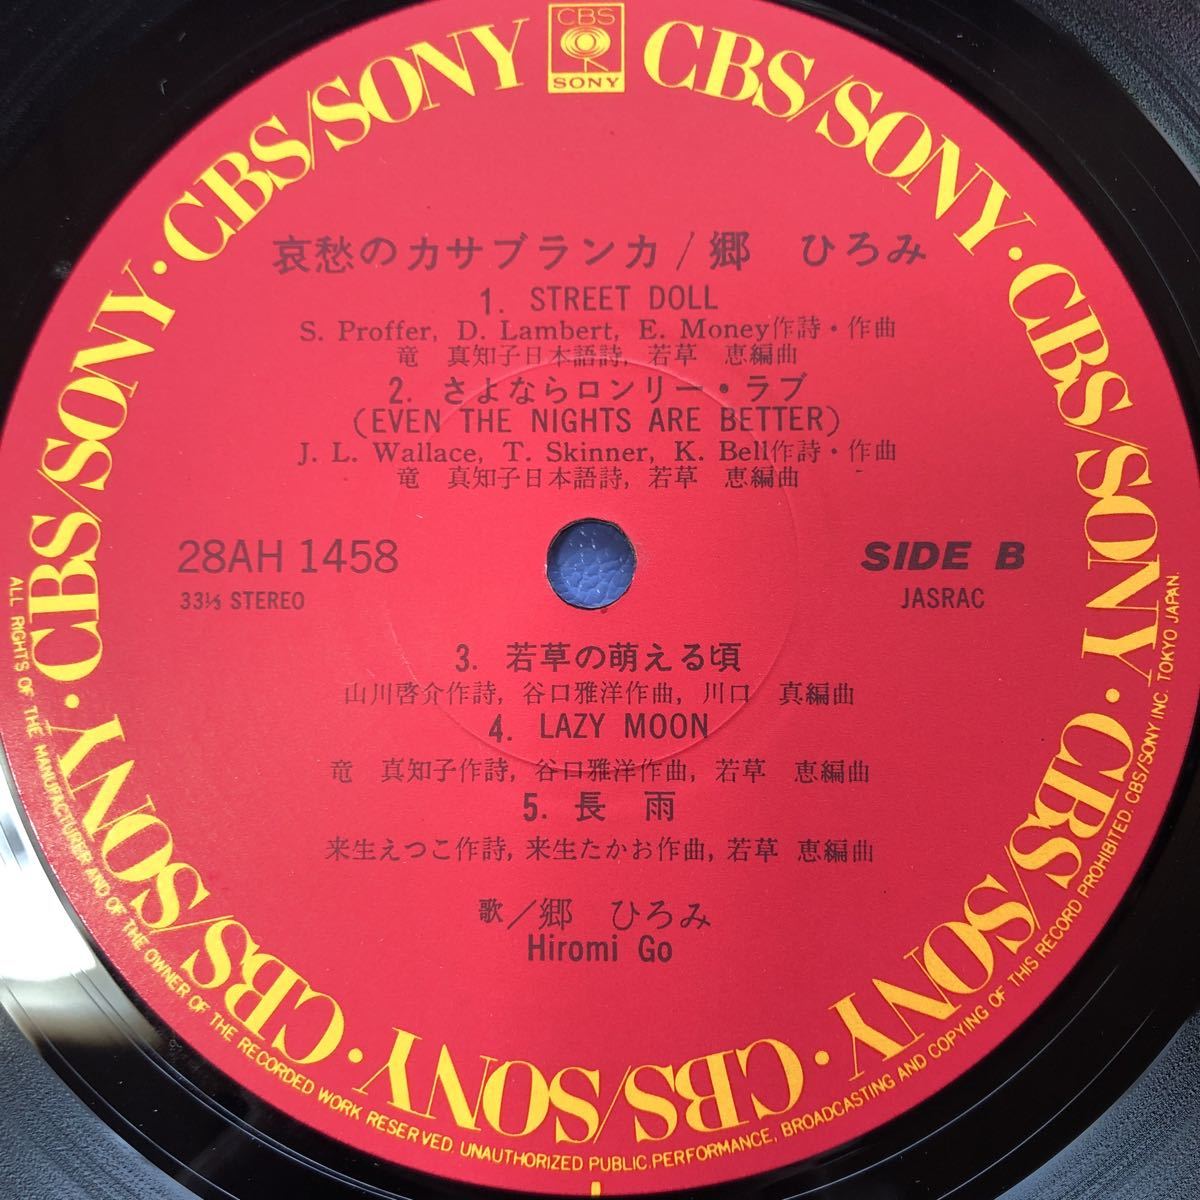 CBS
SONY
CBS/SONY · CBS/SONY · CBS/SONY · CBS/SONY · CBS/SONY · CBS/SONY · CBS/SONY · CBS/SONY
哀愁のカサブランカ/郷　ひろみ
1. STREET DOLL
S. Proffer, D. Lambert, E. Money作詩・作曲
竜　真知子日本語詩, 若草　恵編曲
2. さよならロンリー・ラブ
(EVEN THE NIGHTS ARE BETTER)
J. L. Wallace, T. Skinner, K. Bell作詩・作曲
竜　真知子日本語詩, 若草　恵編曲
28AH 1458
33⅓ STEREO
SIDE B
JASRAC
3. 若草の萌える頃
山川啓介作詩, 谷口雅洋作曲, 川口　真編曲
4. LAZY MOON
竜　真知子作詩, 谷口雅洋作曲, 若草　恵編曲
5. 長　雨
来生えつこ作詩, 来生たかお作曲, 若草　恵編曲
歌/郷　ひろみ
Hiromi Go
ALL RIGHTS OF THE MANUFACTURER AND OF THE OWNER OF THE RECORDED WORK RESERVED. UNAUTHORIZED PUBLIC PERFORMANCE, BROADCASTING AND COPYING OF THIS RECORD PROHIBITED. CBS/SONY INC. TOKYO JAPAN.